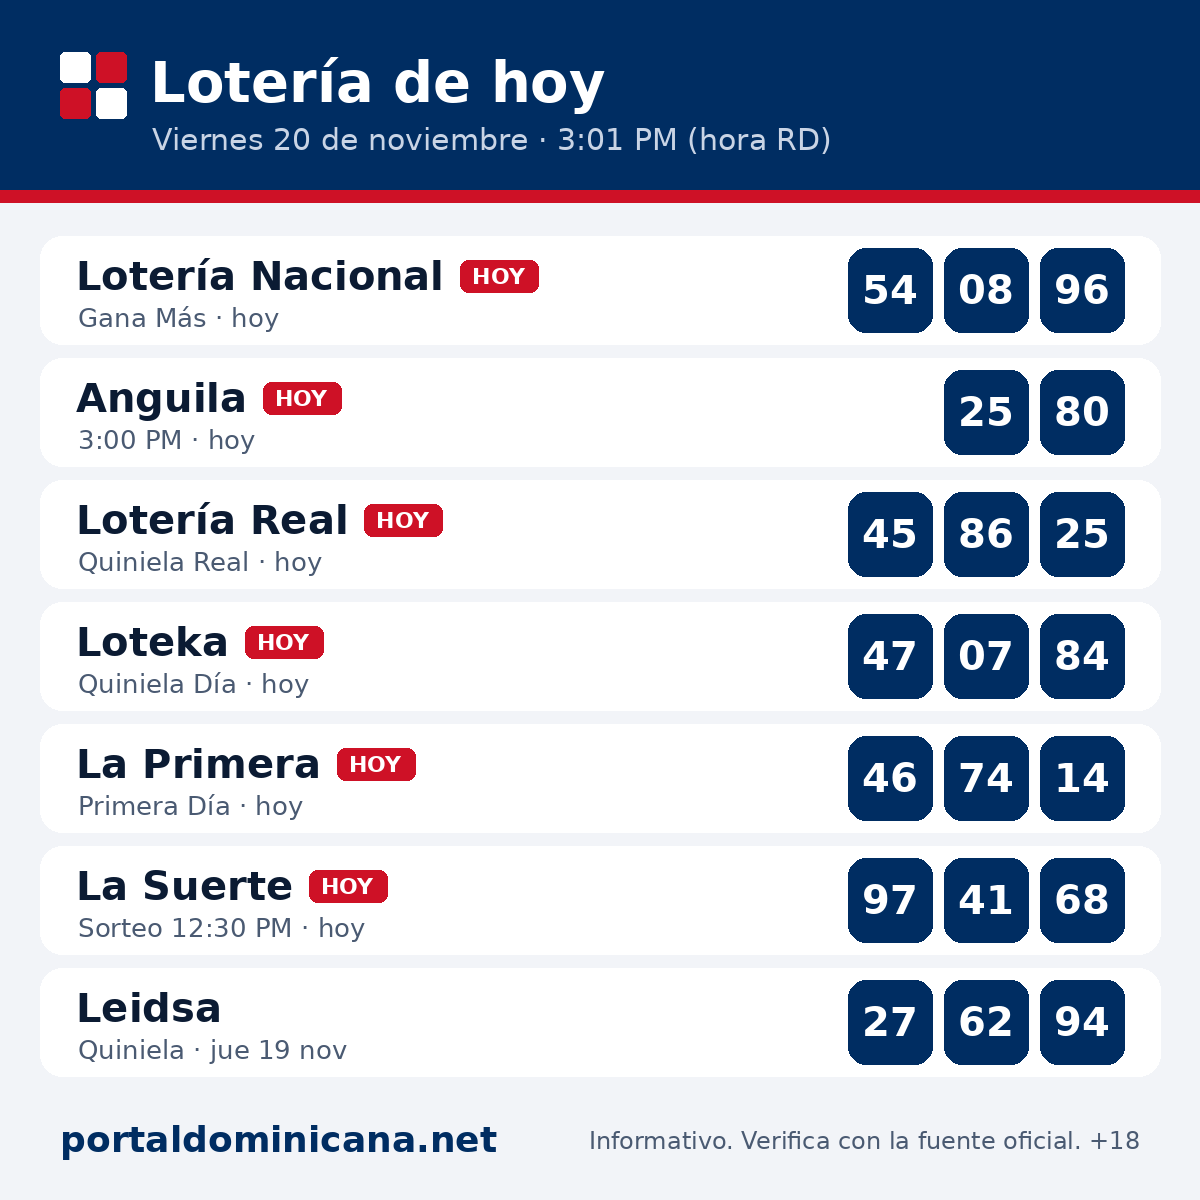 Lotería de hoy
Viernes 20 de noviembre · 3:01 PM (hora RD)
Lotería Nacional HOY
Gana Más · hoy
54 08 96
Anguila HOY
3:00 PM · hoy
25 80
Lotería Real HOY
Quiniela Real · hoy
45 86 25
Loteka HOY
Quiniela Día · hoy
47 07 84
La Primera HOY
Primera Día · hoy
46 74 14
La Suerte HOY
Sorteo 12:30 PM · hoy
97 41 68
Leidsa
Quiniela · jue 19 nov
27 62 94
portaldominicana.net
Informativo. Verifica con la fuente oficial. +18